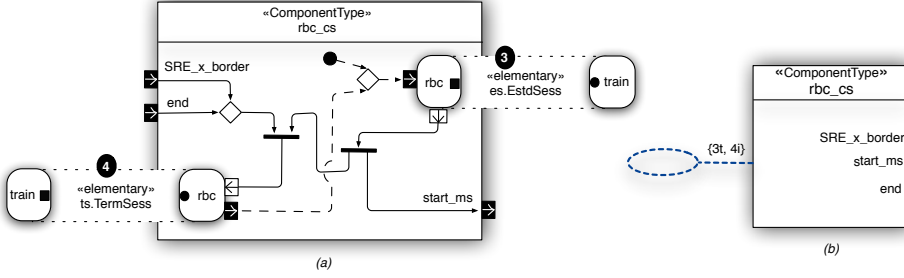 «ComponentType»
rbc_cs
SRE_x_border
end
rbc
3
«elementary»
es.EstdSess
train
train
4
«elementary»
ts.TermSess
rbc
start_ms
(a)
«ComponentType»
rbc_cs
{3t, 4i}
SRE_x_border
start_ms
end
(b)